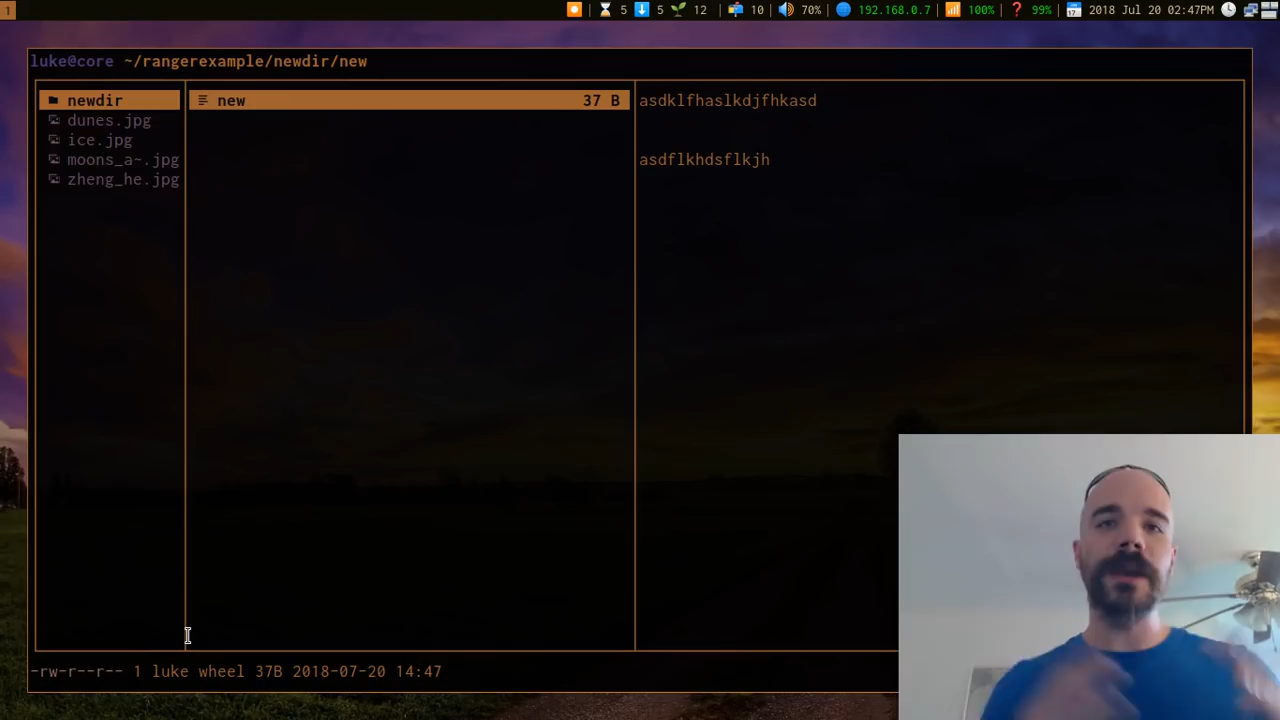 1 5 5 12 10 70% 192.168.0.7 100% 99% 2018 Jul 20 02:47PM
luke@core ~/rangerexample/newdir/new
newdir
dunes.jpg
ice.jpg
moons_a~.jpg
zheng_he.jpg
new 37 B
asdklfhaslkdjfhkasd
asdflkhdsflkjh
-rw-r--r-- 1 luke wheel 37B 2018-07-20 14:47